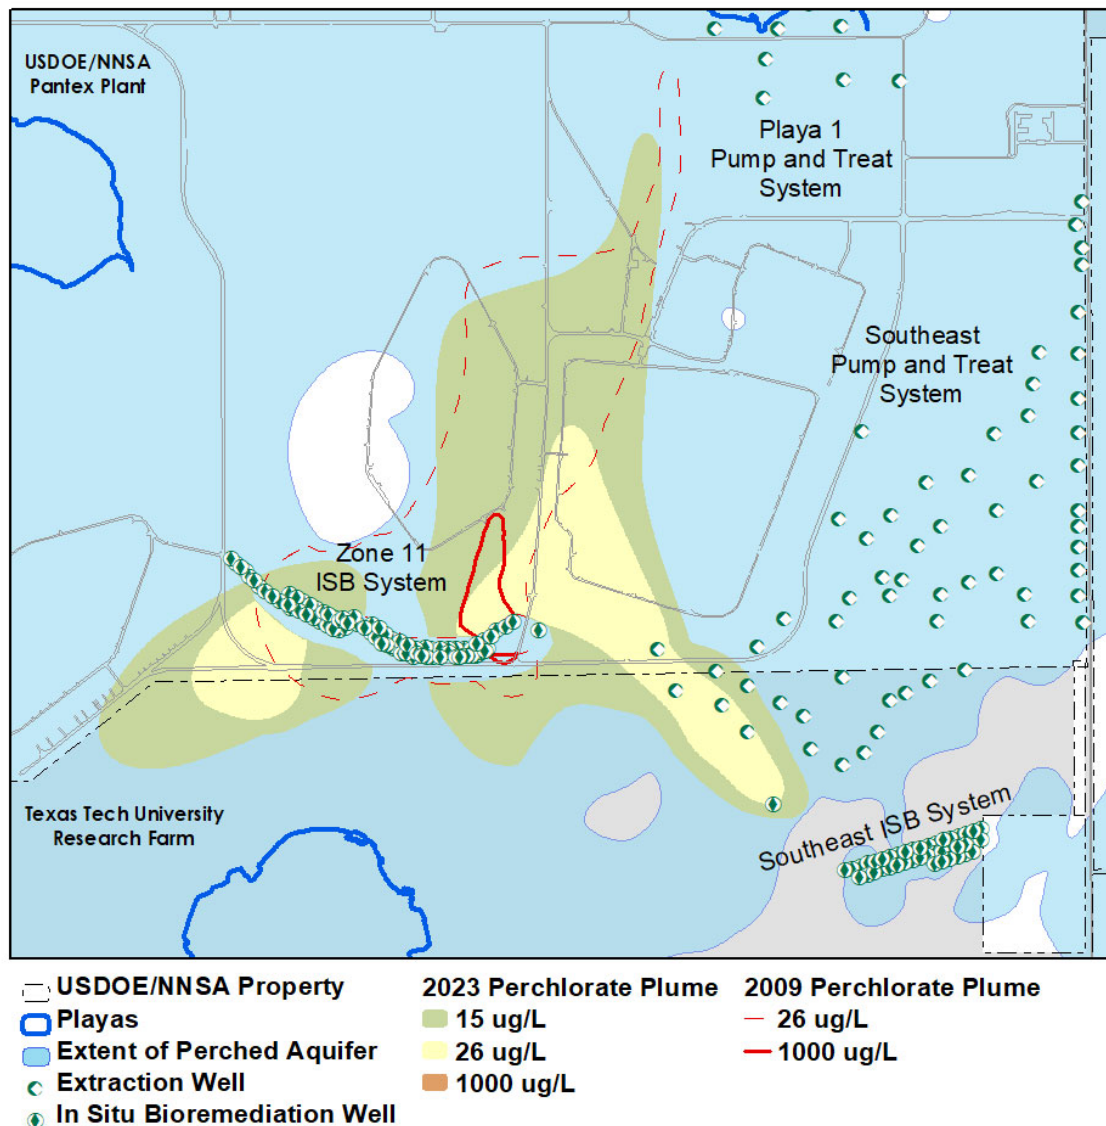 USDOE/NNSA
Pantex Plant
Playa 1
Pump and Treat
System
Southeast
Pump and Treat
System
Zone 11
ISB System
Texas Tech University
Research Farm
Southeast ISB System
USDOE/NNSA Property
Playas
Extent of Perched Aquifer
Extraction Well
In Situ Bioremediation Well
2023 Perchlorate Plume
15 ug/L
26 ug/L
1000 ug/L
2009 Perchlorate Plume
26 ug/L
1000 ug/L